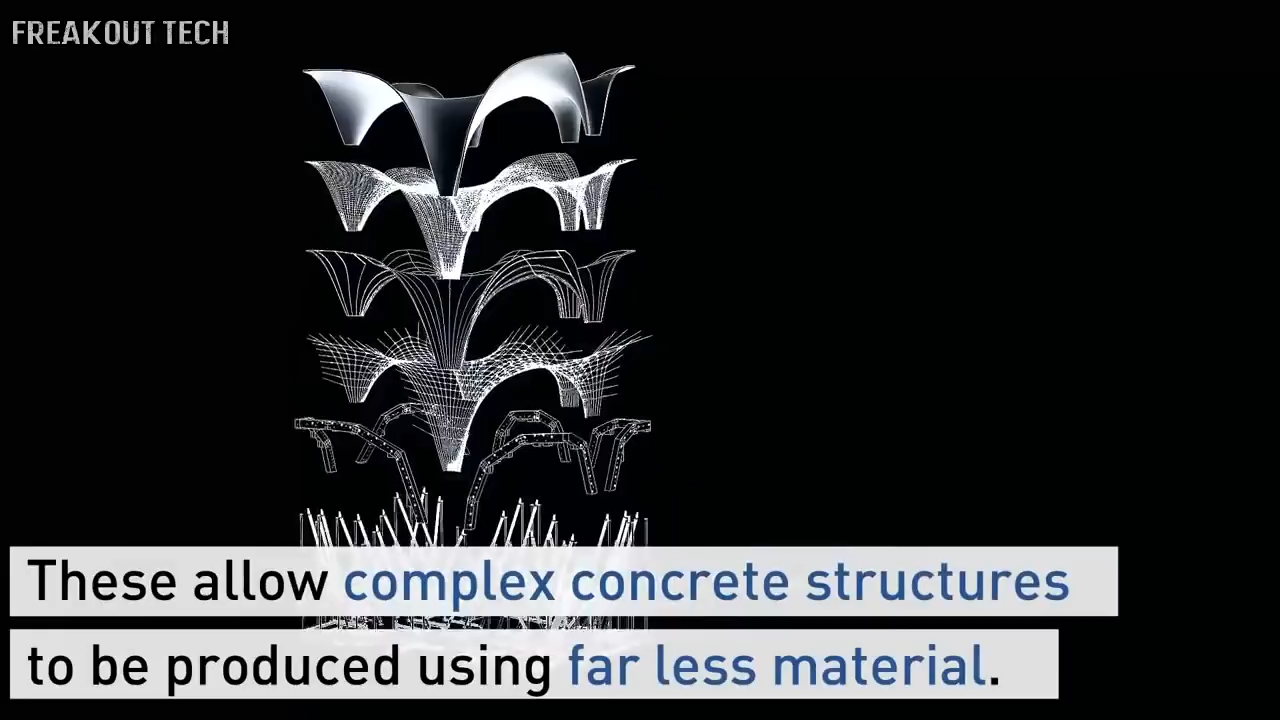 FREAKOUT TECH
These allow complex concrete structures
to be produced using far less material.